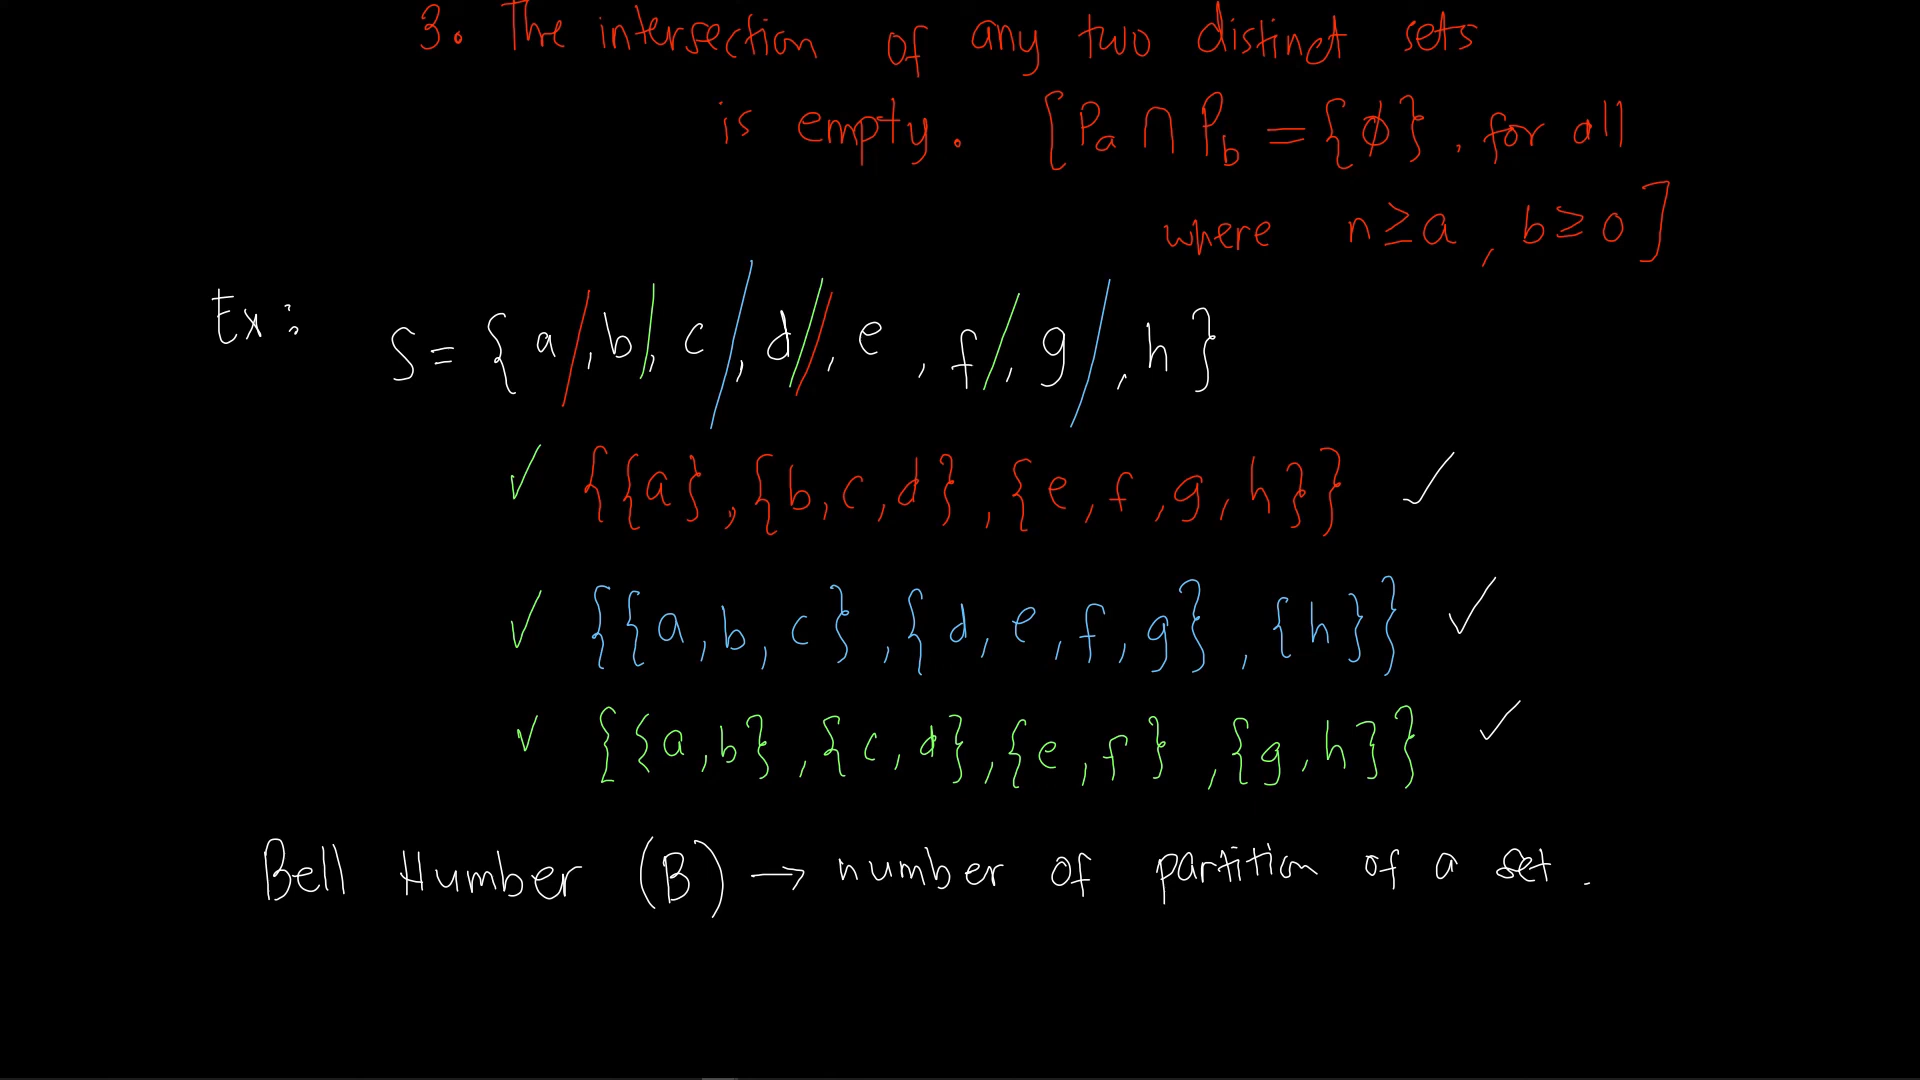 3. The intersection of any two distinct sets
is empty. [Pa ∩ Pb = {ϕ}, for all
where n ≥ a, b ≥ 0]
Ex: S = {a, b, c, d, e, f, g, h}
✓ {{a}, {b, c, d}, {e, f, g, h}} ✓
✓ {{a, b, c}, {d, e, f, g}, {h}} ✓
✓ {{a, b}, {c, d}, {e, f}, {g, h}} ✓
Bell Number (B) → number of partition of a set.